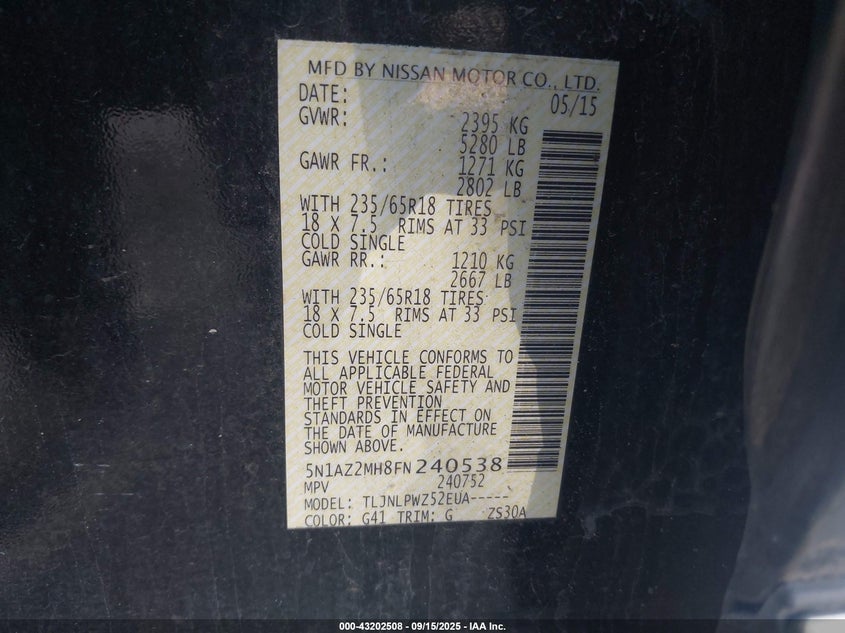 MFD BY NISSAN MOTOR CO., LTD.
DATE: 05/15
GVWR: 2395 KG
5280 LB
GAWR FR.: 1271 KG
2802 LB
WITH 235/65R18 TIRES
18 X 7.5 RIMS AT 33 PSI
COLD SINGLE
GAWR RR.: 1210 KG
2667 LB
WITH 235/65R18 TIRES
18 X 7.5 RIMS AT 33 PSI
COLD SINGLE
THIS VEHICLE CONFORMS TO
ALL APPLICABLE FEDERAL
MOTOR VEHICLE SAFETY AND
THEFT PREVENTION
STANDARDS IN EFFECT ON
THE DATE OF MANUFACTURE
SHOWN ABOVE.
5N1AZ2MH8FN240538
MPV 240752
MODEL: TLJNLPWZ52EUA-----
COLOR: G41 TRIM: G ZS30A
000-43202508 - 09/15/2025 - IAA Inc.